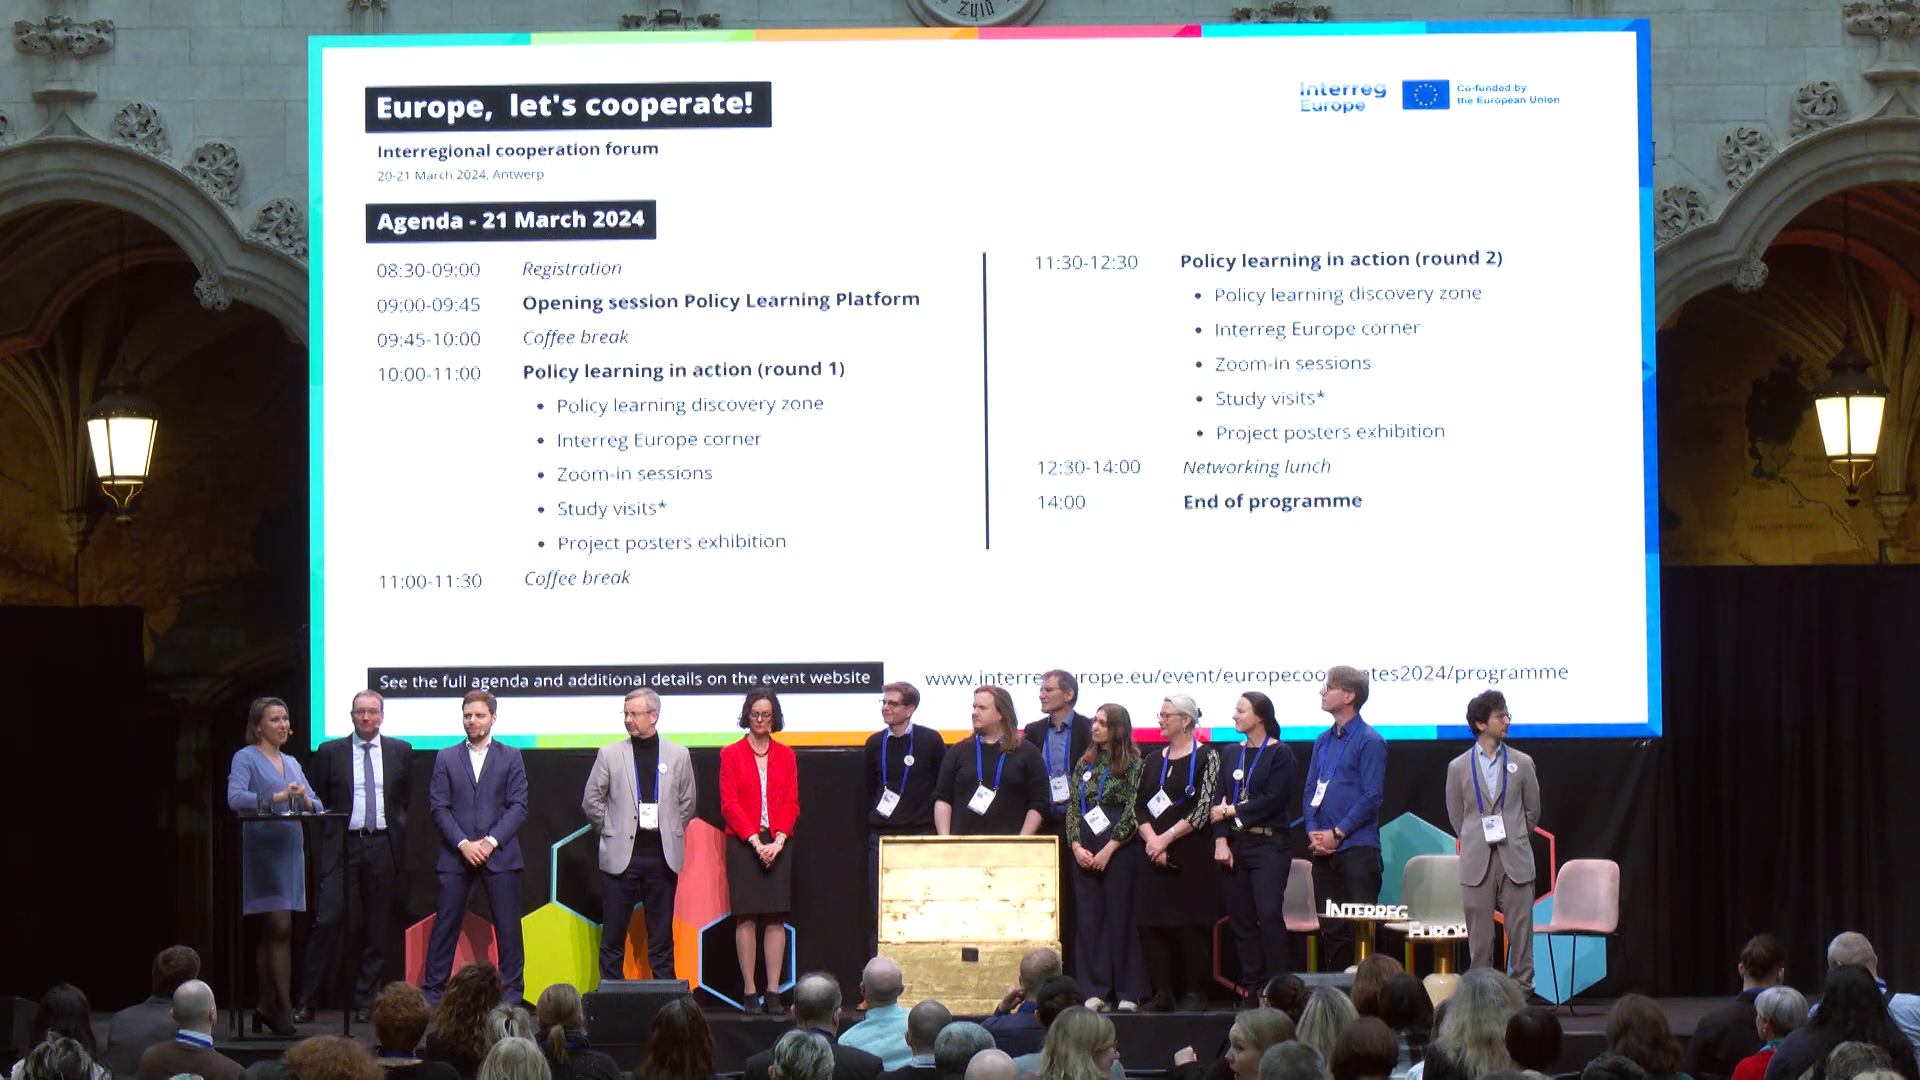 Europe, let's cooperate!
Interregional cooperation forum
20-21 March 2024, Antwerp
Interreg
Europe
Co-funded by
the European Union
Agenda - 21 March 2024
08:30-09:00 Registration
09:00-09:45 Opening session Policy Learning Platform
09:45-10:00 Coffee break
10:00-11:00 Policy learning in action (round 1)
• Policy learning discovery zone
• Interreg Europe corner
• Zoom-in sessions
• Study visits*
• Project posters exhibition
11:00-11:30 Coffee break
11:30-12:30 Policy learning in action (round 2)
• Policy learning discovery zone
• Interreg Europe corner
• Zoom-in sessions
• Study visits*
• Project posters exhibition
12:30-14:00 Networking lunch
14:00 End of programme
See the full agenda and additional details on the event website
INTERREG